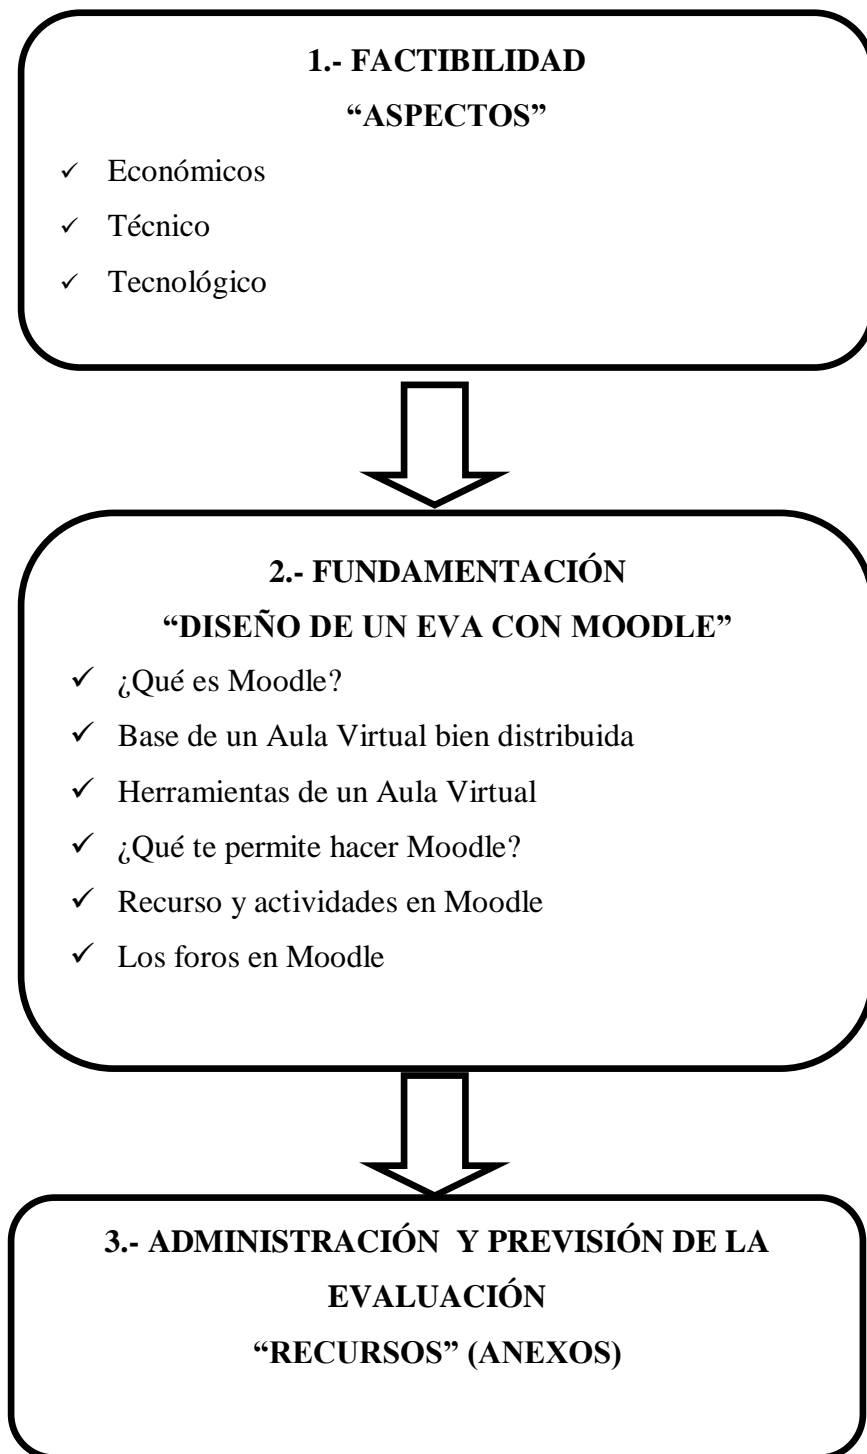 1.- FACTIBILIDAD
“ASPECTOS”
✓ Económicos
✓ Técnico
✓ Tecnológico
2.- FUNDAMENTACIÓN
“DISEÑO DE UN EVA CON MOODLE”
✓ ¿Qué es Moodle?
✓ Base de un Aula Virtual bien distribuida
✓ Herramientas de un Aula Virtual
✓ ¿Qué te permite hacer Moodle?
✓ Recurso y actividades en Moodle
✓ Los foros en Moodle
3.- ADMINISTRACIÓN Y PREVISIÓN DE LA
EVALUACIÓN
“RECURSOS” (ANEXOS)